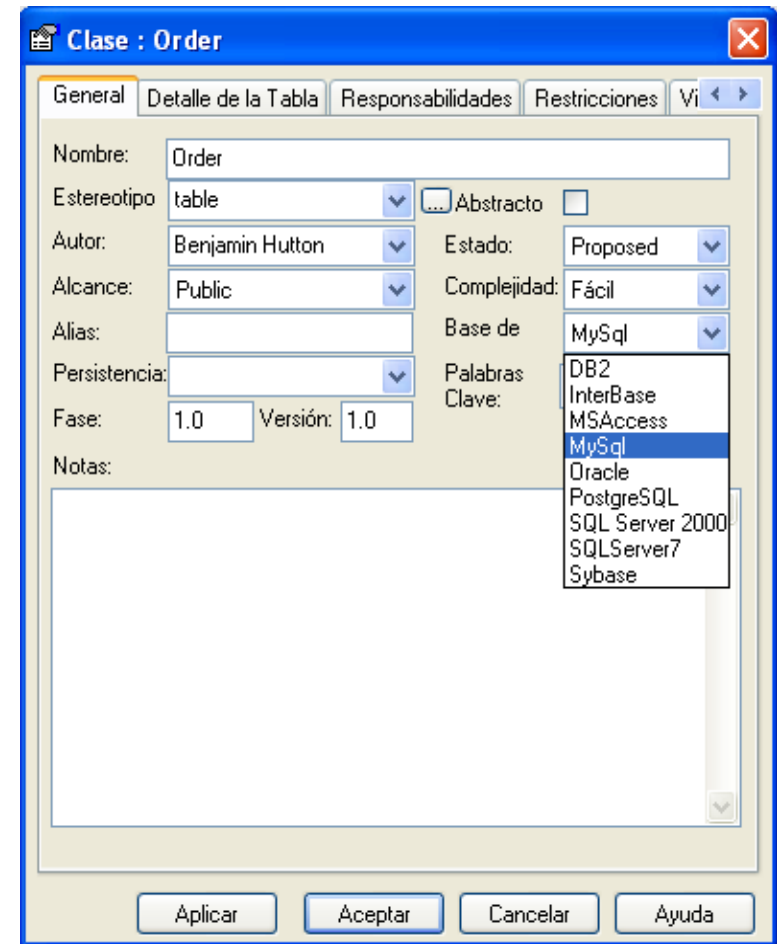 Clase : Order
General Detalle de la Tabla Responsabilidades Restricciones Vi
Nombre: Order
Estereotipo table ... Abstracto
Autor: Benjamin Hutton Estado: Proposed
Alcance: Public Complejidad: Fácil
Alias: Base de MySql
Persistencia: Palabras Clave:
Fase: 1.0 Versión: 1.0
DB2
InterBase
MSAccess
MySql
Oracle
PostgreSQL
SQL Server 2000
SQLServer7
Sybase
Notas:
Aplicar Aceptar Cancelar Ayuda